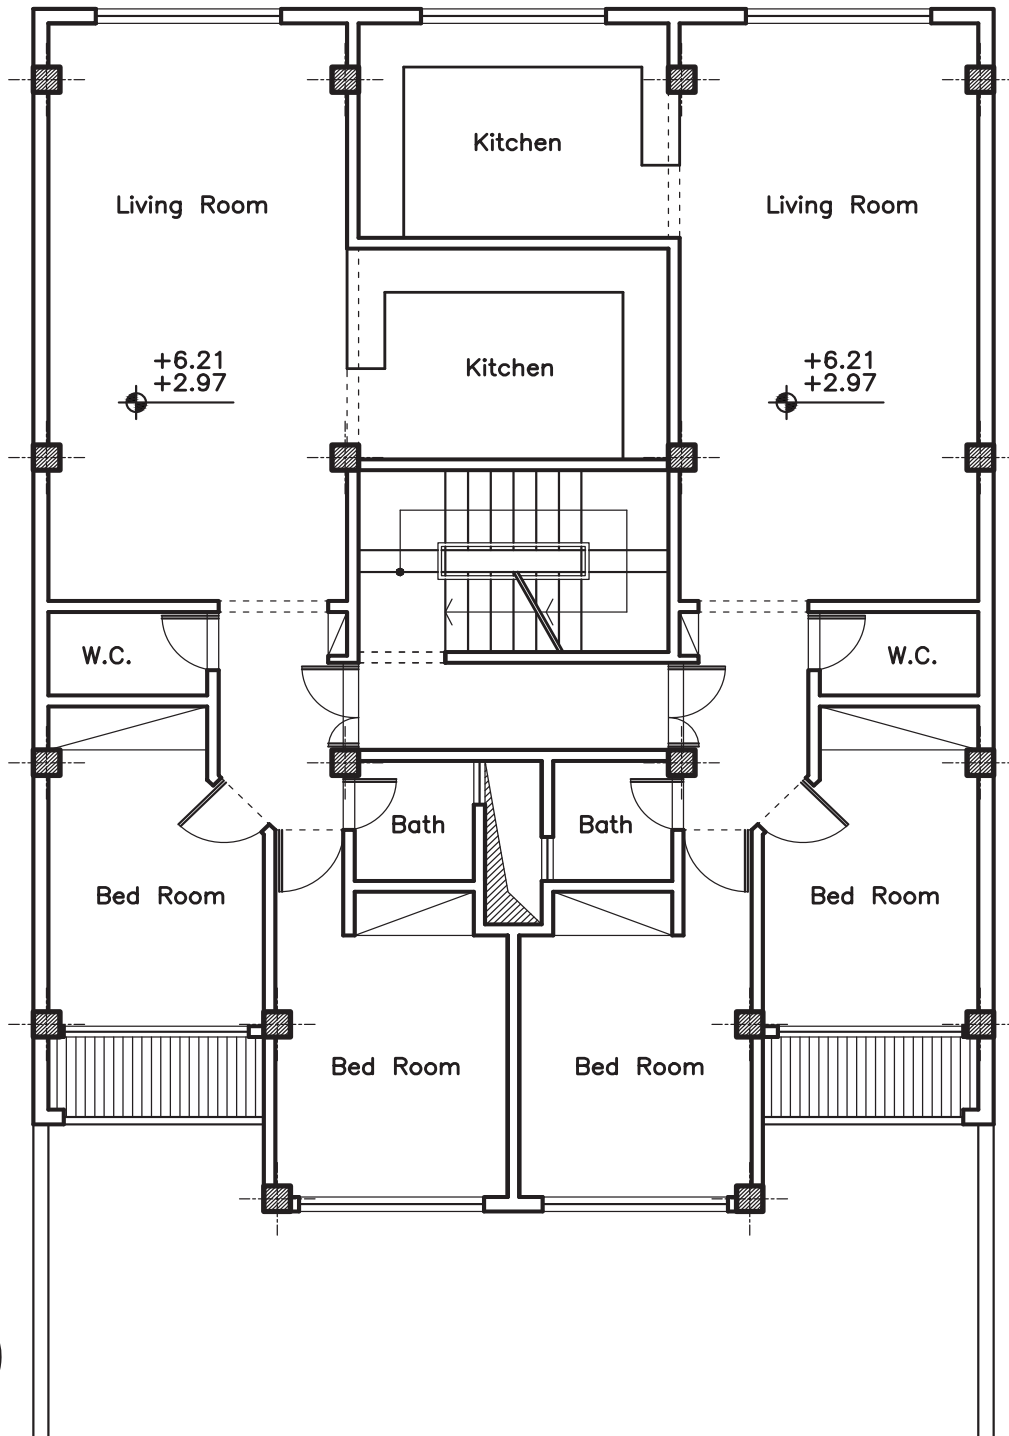 Kitchen
Living Room
Living Room
Kitchen
+6.21
+2.97
+6.21
+2.97
W.C.
W.C.
Bath
Bath
Bed Room
Bed Room
Bed Room
Bed Room